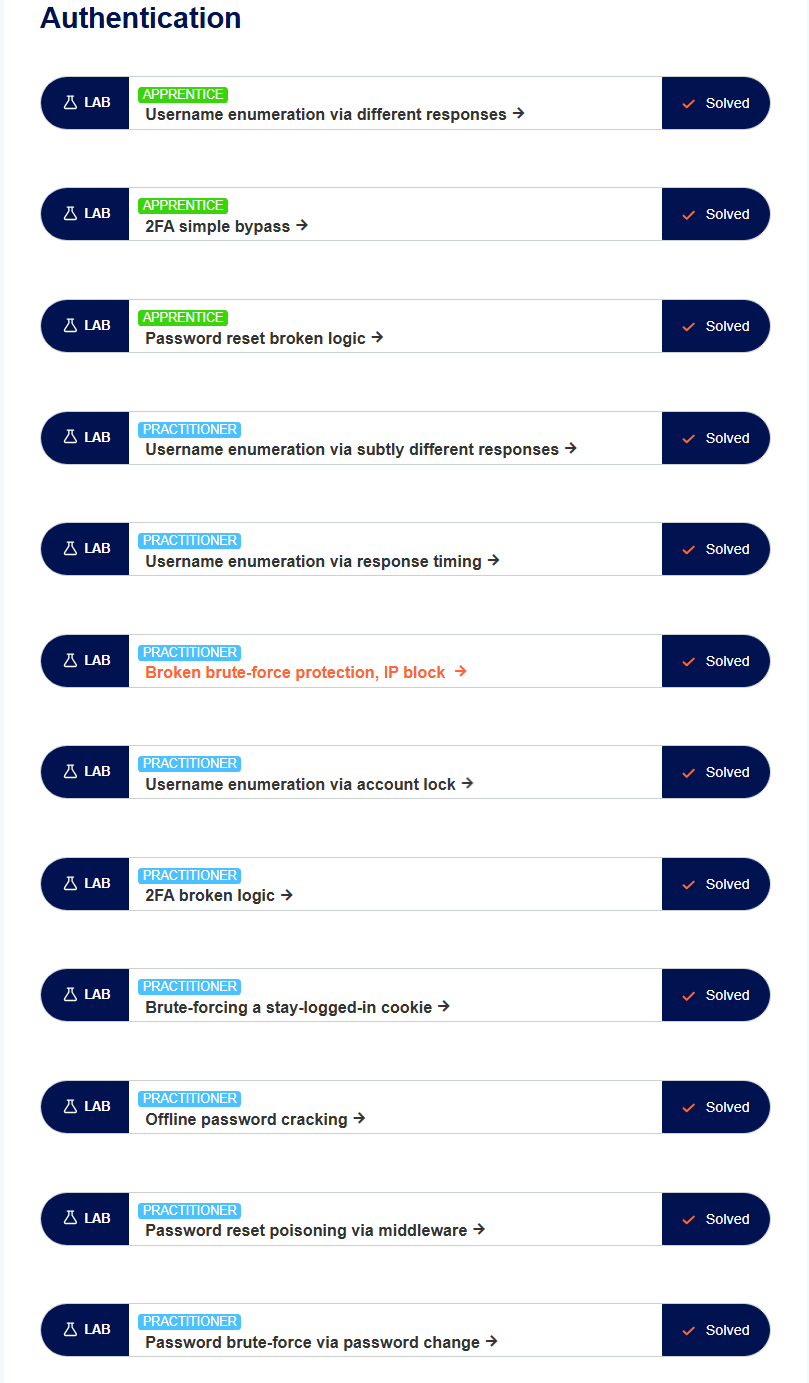 Authentication
LAB
APPRENTICE
Username enumeration via different responses →
Solved
LAB
APPRENTICE
2FA simple bypass →
Solved
LAB
APPRENTICE
Password reset broken logic →
Solved
LAB
PRACTITIONER
Username enumeration via subtly different responses →
Solved
LAB
PRACTITIONER
Username enumeration via response timing →
Solved
LAB
PRACTITIONER
Broken brute-force protection, IP block →
Solved
LAB
PRACTITIONER
Username enumeration via account lock →
Solved
LAB
PRACTITIONER
2FA broken logic →
Solved
LAB
PRACTITIONER
Brute-forcing a stay-logged-in cookie →
Solved
LAB
PRACTITIONER
Offline password cracking →
Solved
LAB
PRACTITIONER
Password reset poisoning via middleware →
Solved
LAB
PRACTITIONER
Password brute-force via password change →
Solved